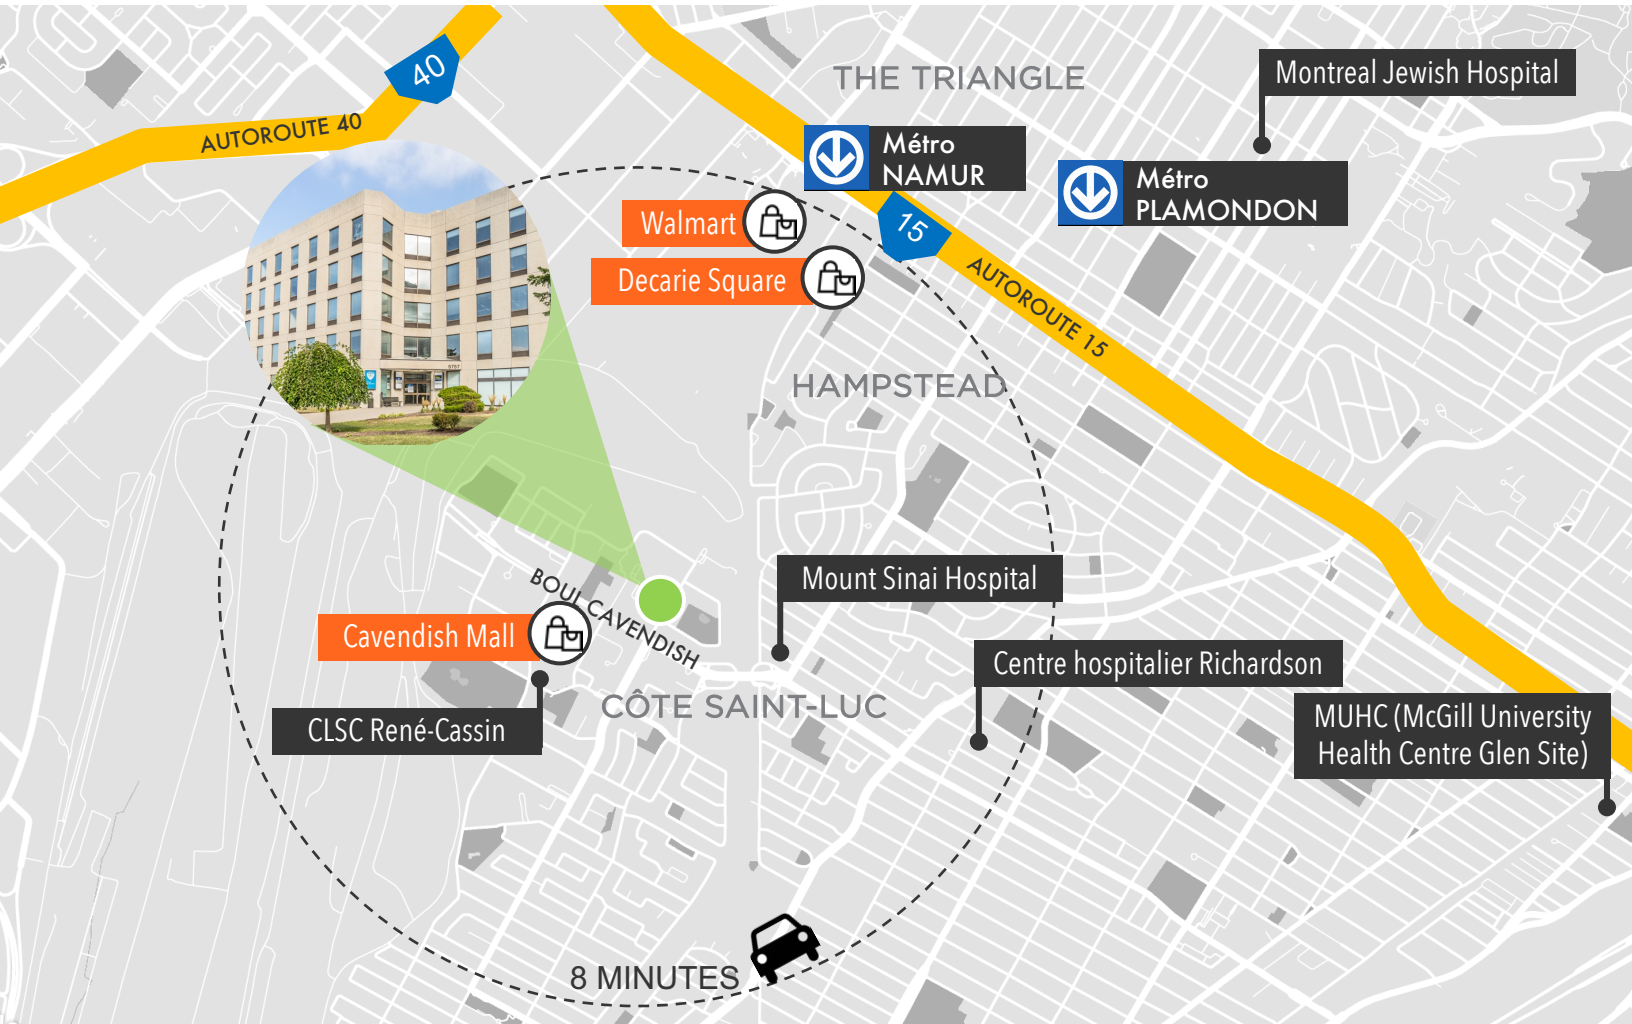 40
AUTOROUTE 40
THE TRIANGLE
Montreal Jewish Hospital
Métro
NAMUR
Métro
PLAMONDON
Walmart
15
Decarie Square
AUTOROUTE 15
HAMPSTEAD
5757
BOUL CAVENDISH
Mount Sinai Hospital
Cavendish Mall
Centre hospitalier Richardson
CÔTE SAINT-LUC
CLSC René-Cassin
MUHC (McGill University
Health Centre Glen Site)
8 MINUTES